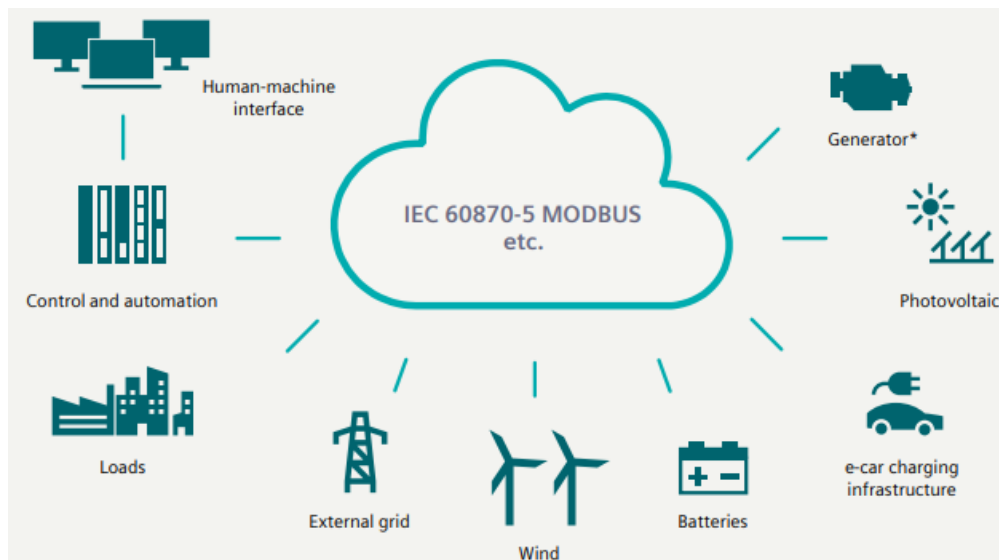 Human-machine
interface
IEC 60870-5 MODBUS
etc.
Generator*
Control and automation
Photovoltaic
Loads
External grid
Wind
Batteries
e-car charging
infrastructure